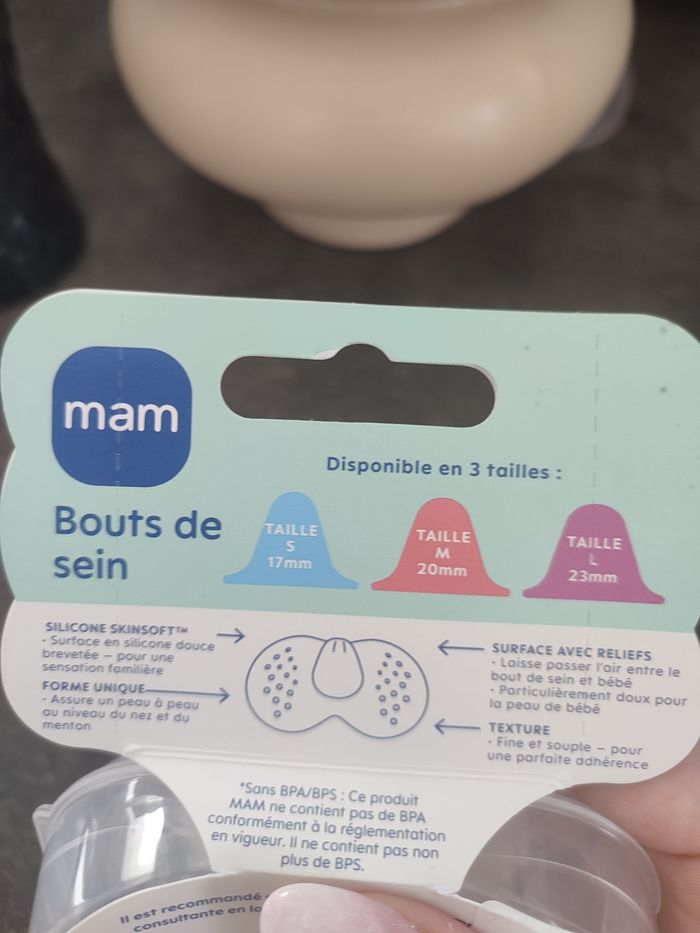 mam
Disponible en 3 tailles :
Bouts de
sein
TAILLE
S
17mm
TAILLE
M
20mm
TAILLE
L
23mm
SILICONE SKINSOFT™
• Surface en silicone douce
brevetée – pour une
sensation familière
FORME UNIQUE
• Assure un peau à peau
au niveau du nez et du
menton
SURFACE AVEC RELIEFS
• Laisse passer l'air entre le
bout de sein et bébé
• Particulièrement doux pour
la peau de bébé
TEXTURE
• Fine et souple – pour
une parfaite adhérence
*Sans BPA/BPS : Ce produit
MAM ne contient pas de BPA
conformément à la réglementation
en vigueur. Il ne contient pas non
plus de BPS.
Il est recommandé
consultante en